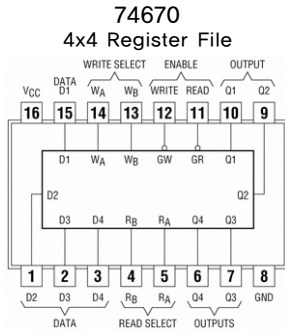 74670
4x4 Register File
WRITE SELECT ENABLE OUTPUT
VCC DATA D1 WA WB WRITE READ Q1 Q2
16 15 14 13 12 11 10 9
D1 WA WB GW GR Q1
D2 Q2
D3 D4 RB RA Q4 Q3
1 2 3 4 5 6 7 8
D2 D3 D4 RB RA Q4 Q3 GND
DATA READ SELECT OUTPUTS